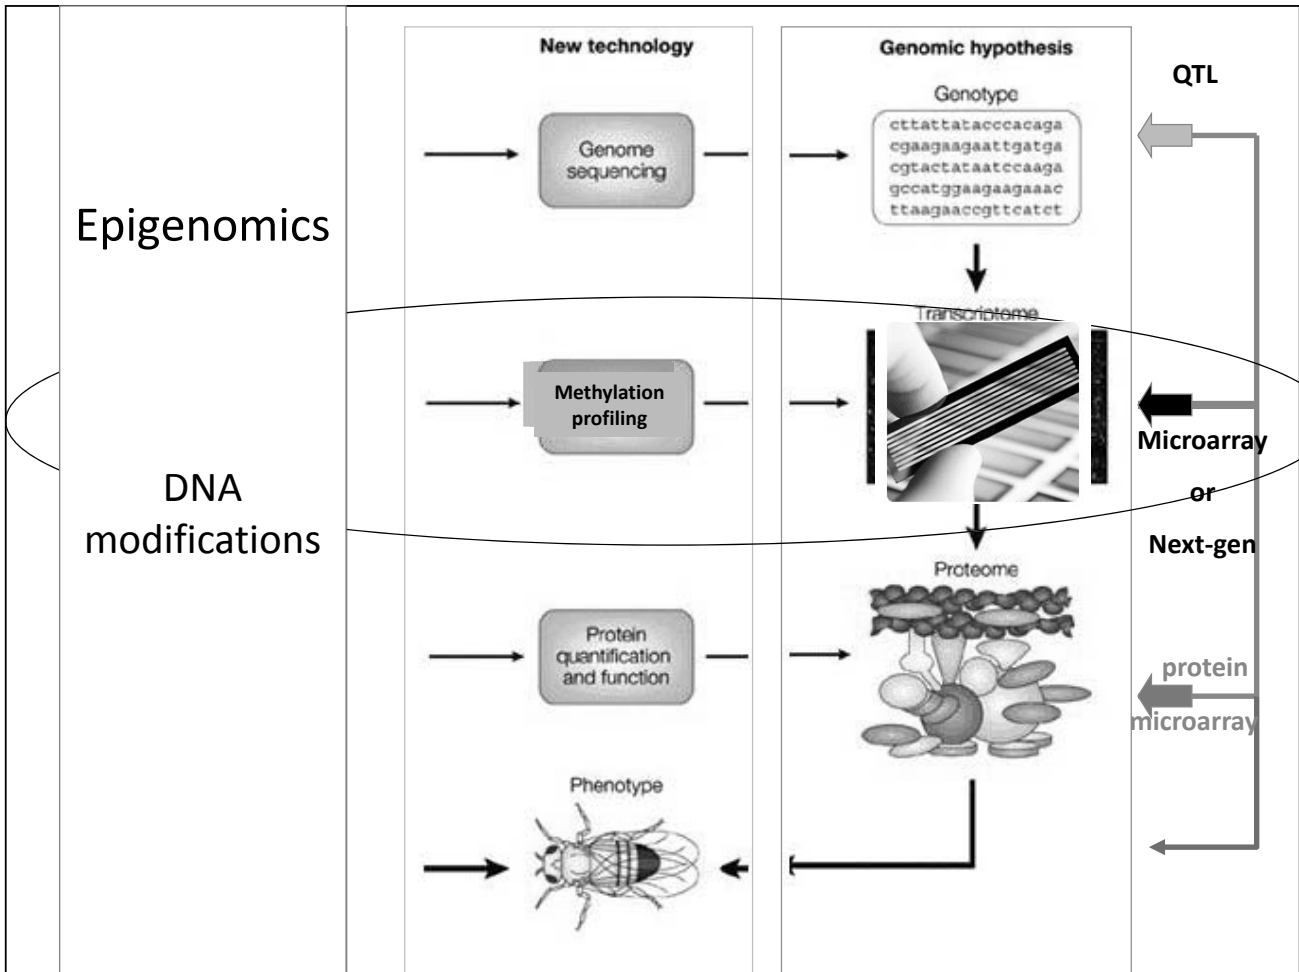 Epigenomics
DNA
modifications
New technology
Genome
sequencing
Methylation
profiling
Protein
quantification
and function
Phenotype
Genomic hypothesis
Genotype
cttattatacccacaga
cgaagaagaattgatga
cgtactataatccaaga
gccatggaagaagaaac
ttaagaaccgttcatct
Transcriptome
Proteome
QTL
Microarray
or
Next-gen
protein
microarray